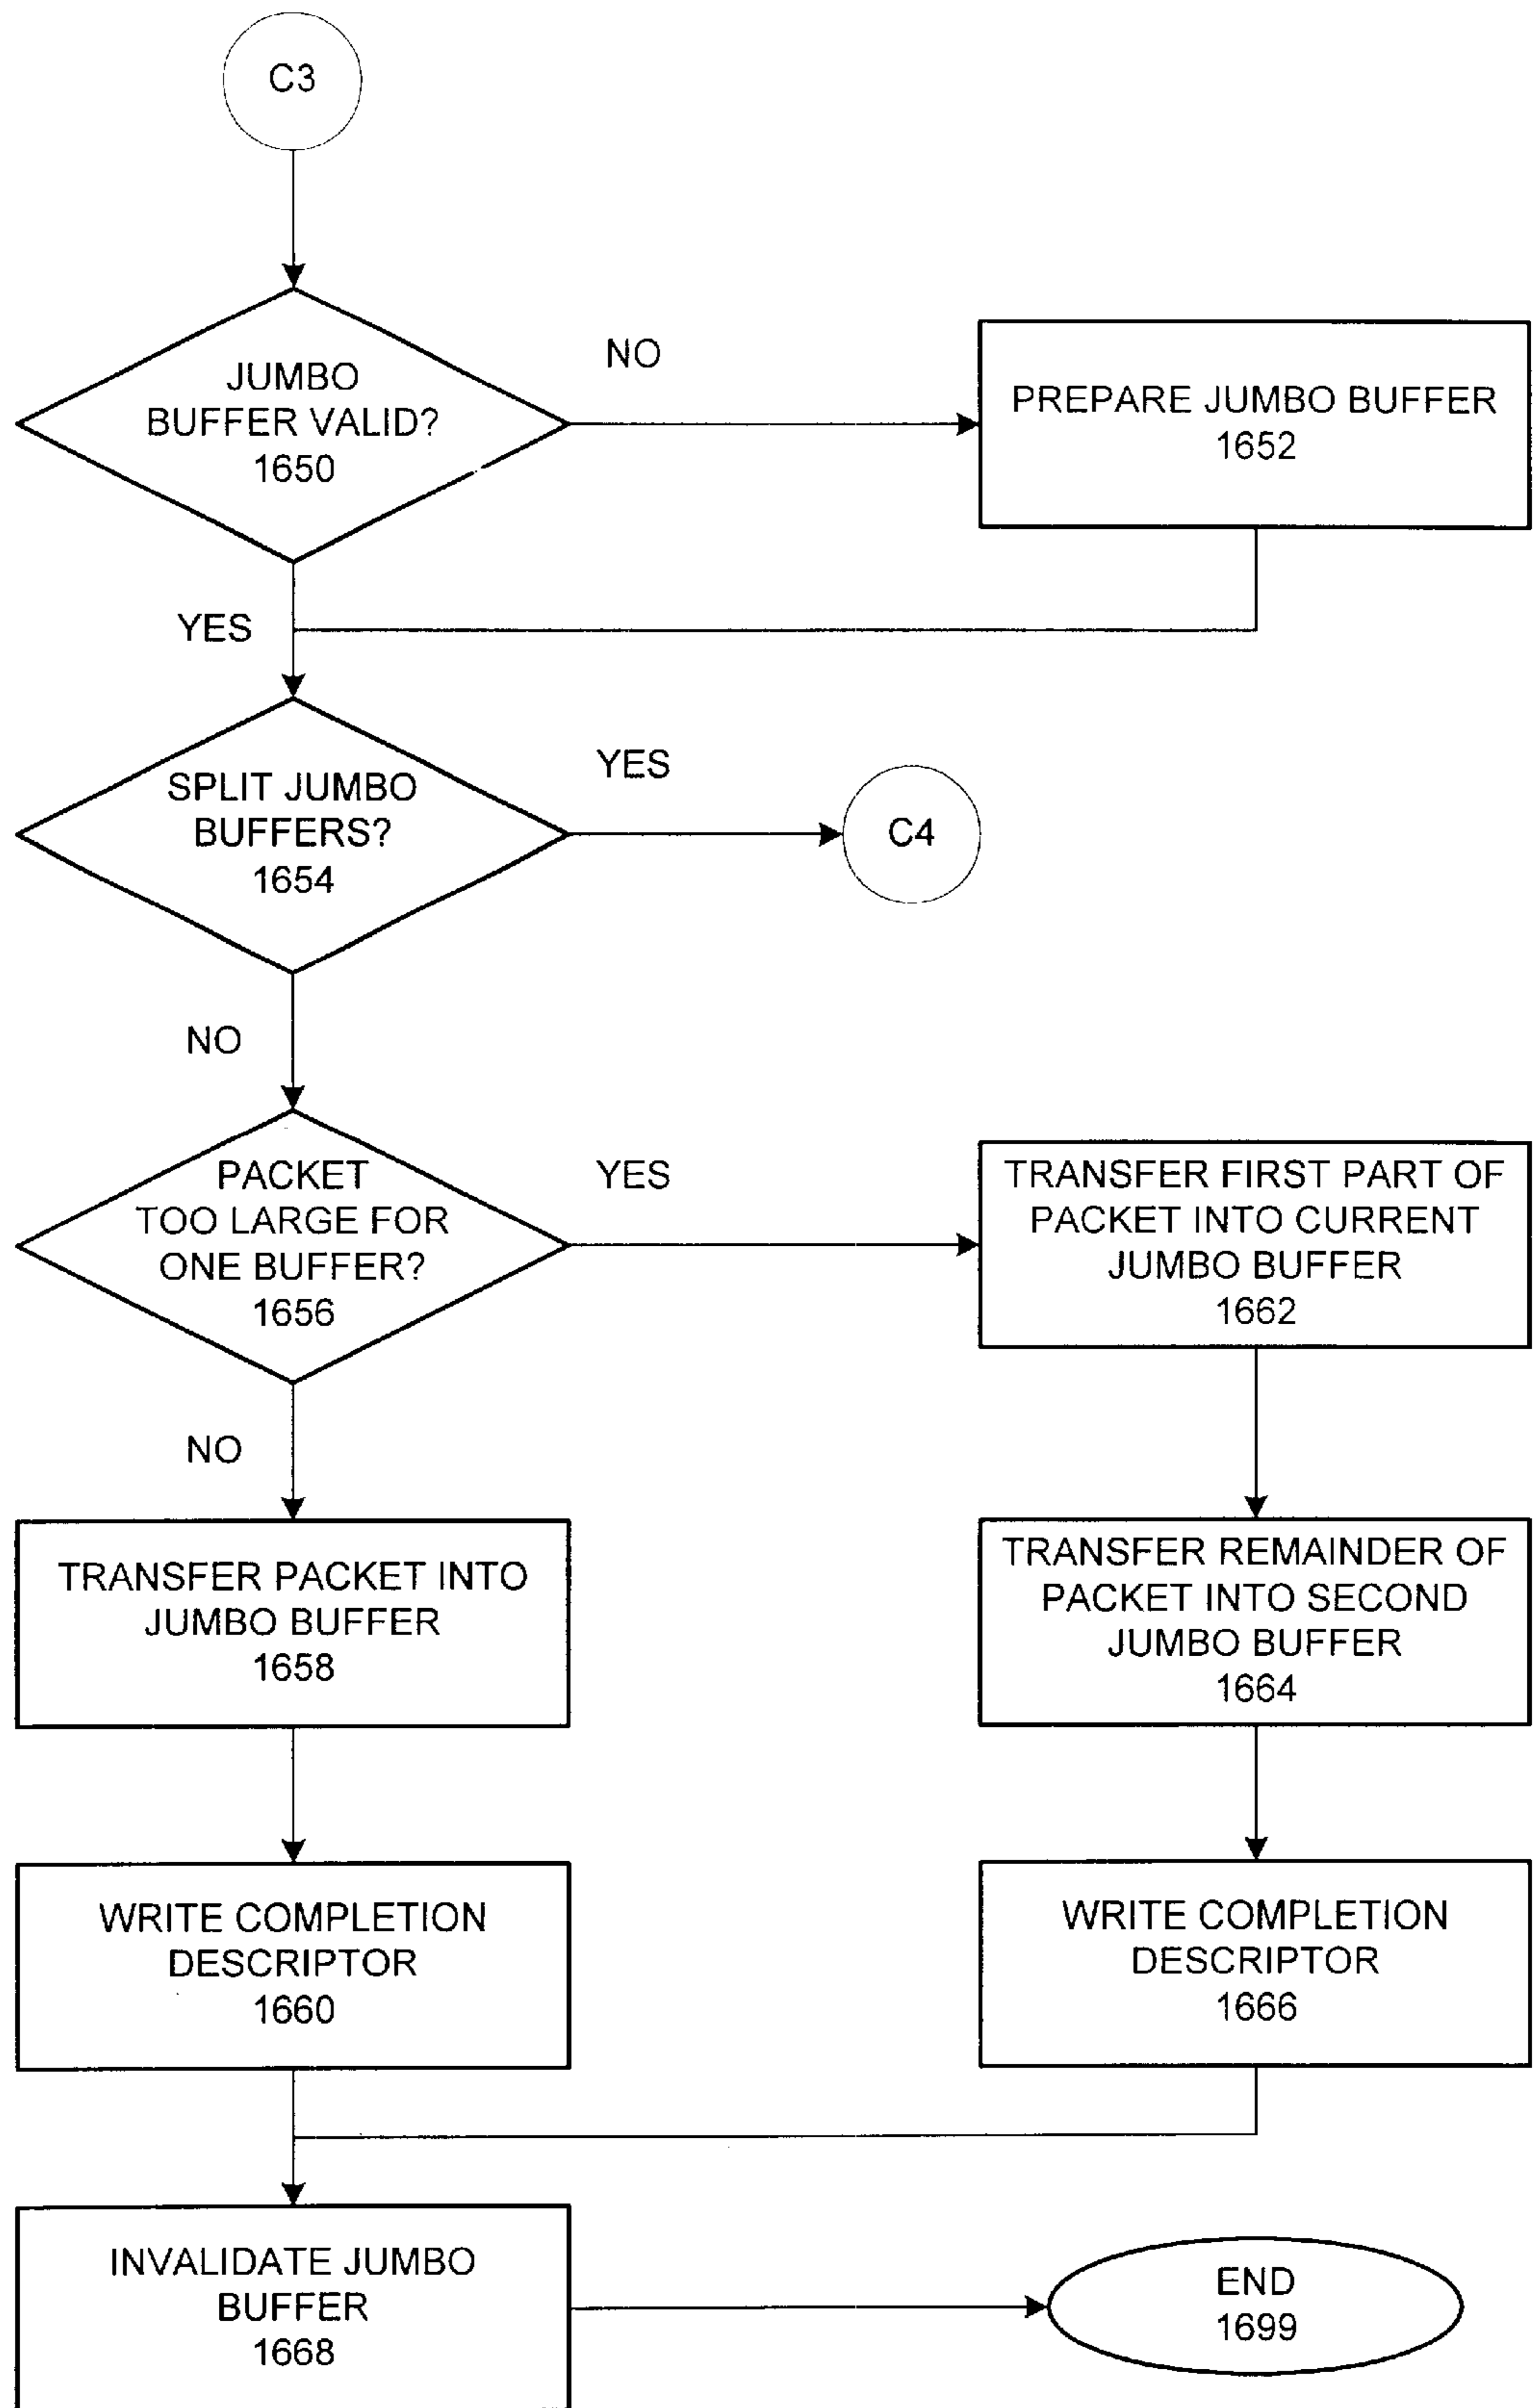 C3
JUMBO
BUFFER VALID?
1650
NO
PREPARE JUMBO BUFFER
1652
YES
SPLIT JUMBO
BUFFERS?
1654
YES
C4
NO
PACKET
TOO LARGE FOR
ONE BUFFER?
1656
YES
TRANSFER FIRST PART OF
PACKET INTO CURRENT
JUMBO BUFFER
1662
NO
TRANSFER PACKET INTO
JUMBO BUFFER
1658
TRANSFER REMAINDER OF
PACKET INTO SECOND
JUMBO BUFFER
1664
WRITE COMPLETION
DESCRIPTOR
1660
WRITE COMPLETION
DESCRIPTOR
1666
INVALIDATE JUMBO
BUFFER
1668
END
1699